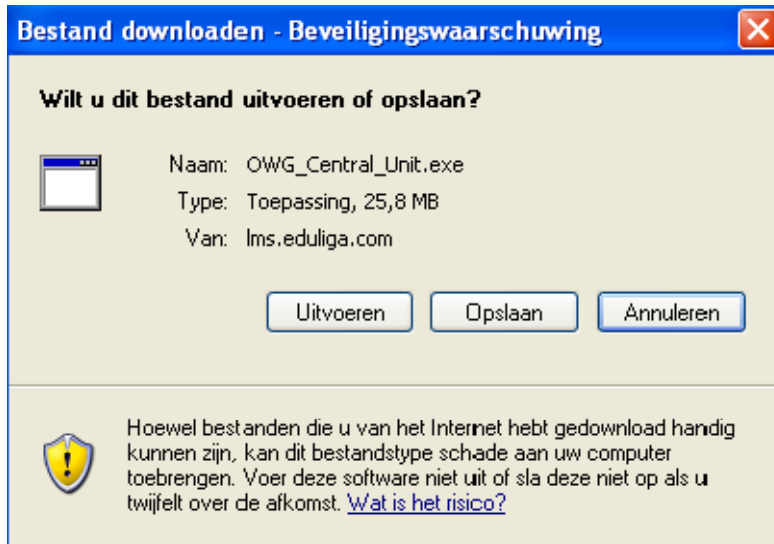 Bestand downloaden - Beveiligingswaarschuwing
Wilt u dit bestand uitvoeren of opslaan?
Naam: OWG_Central_Unit.exe
Type: Toepassing, 25,8 MB
Van: lms.eduliga.com
Uitvoeren Opslaan Annuleren
Hoewel bestanden die u van het Internet hebt gedownload handig
kunnen zijn, kan dit bestandstype schade aan uw computer
toebrengen. Voer deze software niet uit of sla deze niet op als u
twijfelt over de afkomst. Wat is het risico?